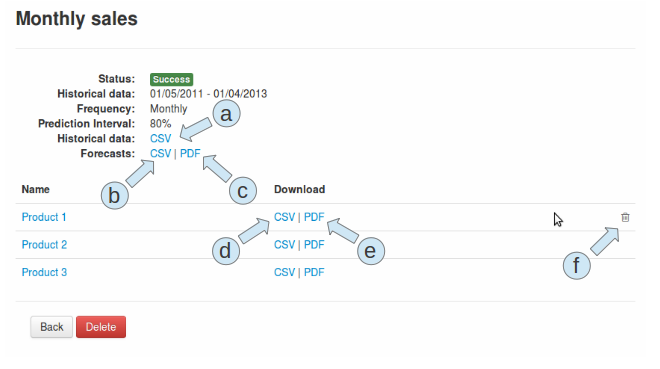 Monthly sales
Status: Success
Historical data: 01/05/2011 - 01/04/2013
Frequency: Monthly
Prediction Interval: 80%
Historical data: CSV
a
Forecasts: CSV | PDF
b
c
Name Download
Product 1 CSV | PDF
d
e
f
Product 2 CSV | PDF
Product 3 CSV | PDF
Back Delete